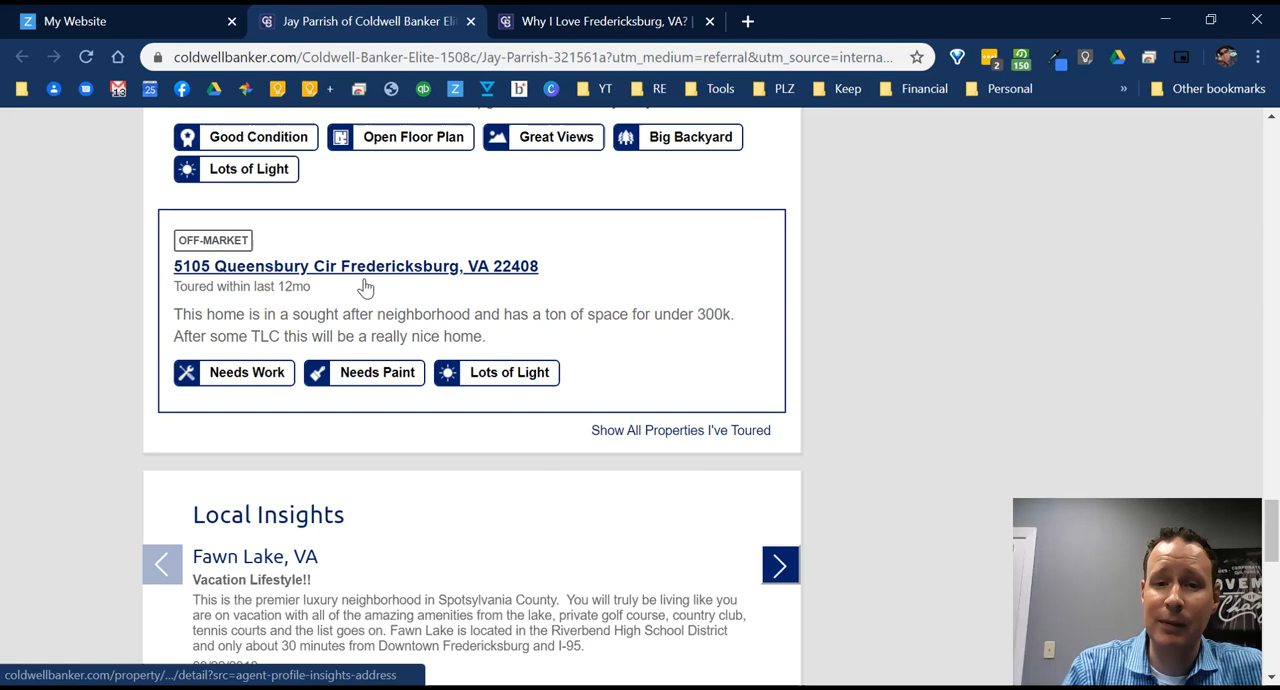 My Website
Jay Parrish of Coldwell Banker Eli
Why I Love Fredericksburg, VA? |
coldwellbanker.com/Coldwell-Banker-Elite-1508c/Jay-Parrish-321561a?utm_medium=referral&utm_source=interna...
2
150
18
25
+
YT
RE
Tools
PLZ
Keep
Financial
Personal
»
Other bookmarks
Good Condition
Open Floor Plan
Great Views
Big Backyard
Lots of Light
OFF-MARKET
5105 Queensbury Cir Fredericksburg, VA 22408
Toured within last 12mo
This home is in a sought after neighborhood and has a ton of space for under 300k.
After some TLC this will be a really nice home.
Needs Work
Needs Paint
Lots of Light
Show All Properties I've Toured
Local Insights
Fawn Lake, VA
Vacation Lifestyle!!
This is the premier luxury neighborhood in Spotsylvania County. You will truly be living like you
are on vacation with all of the amazing amenities from the lake, private golf course, country club,
tennis courts and the list goes on. Fawn Lake is located in the Riverbend High School District
and only about 30 minutes from Downtown Fredericksburg and I-95.
coldwellbanker.com/property/.../detail?src=agent-profile-insights-address